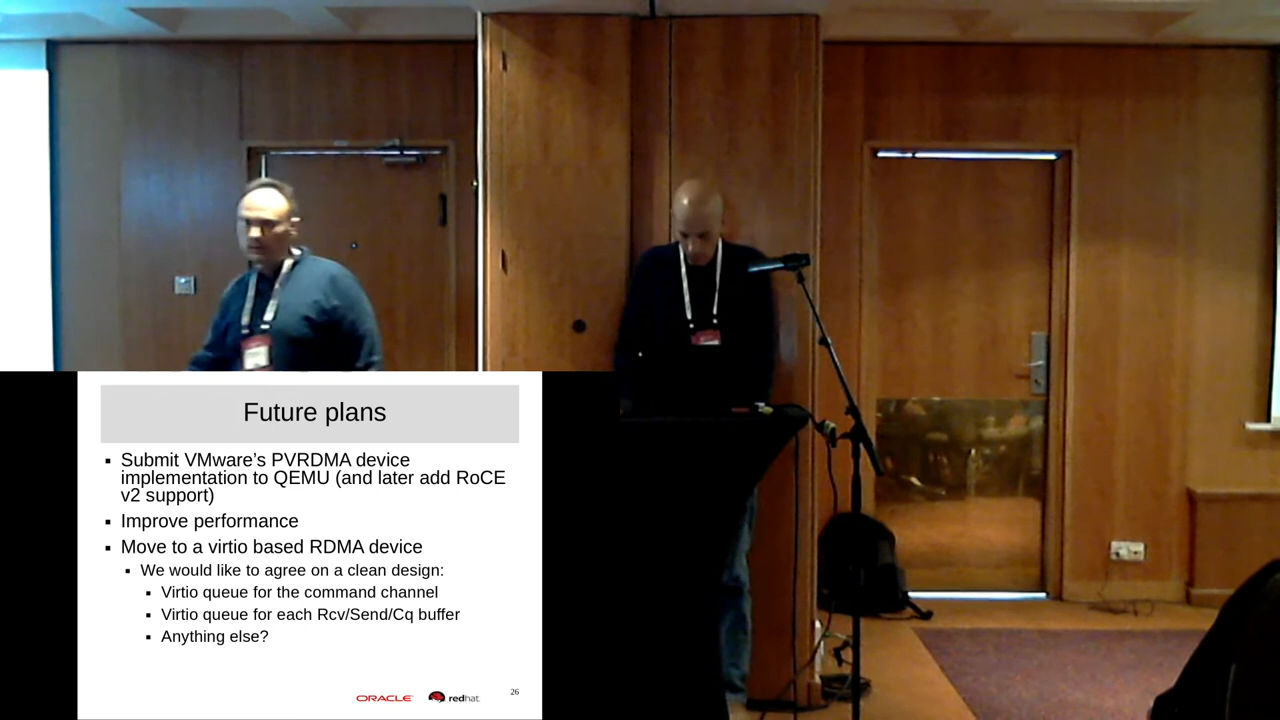 Future plans
▪ Submit VMware’s PVRDMA device
implementation to QEMU (and later add RoCE
v2 support)
▪ Improve performance
▪ Move to a virtio based RDMA device
▪ We would like to agree on a clean design:
▪ Virtio queue for the command channel
▪ Virtio queue for each Rcv/Send/Cq buffer
▪ Anything else?
ORACLE redhat. 26